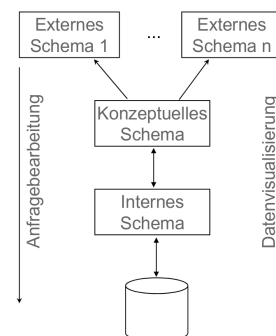 Externes
Schema 1
...
Externes
Schema n
Konzeptuelles
Schema
Internes
Schema
Anfragebearbeitung
Datenvisualisierung